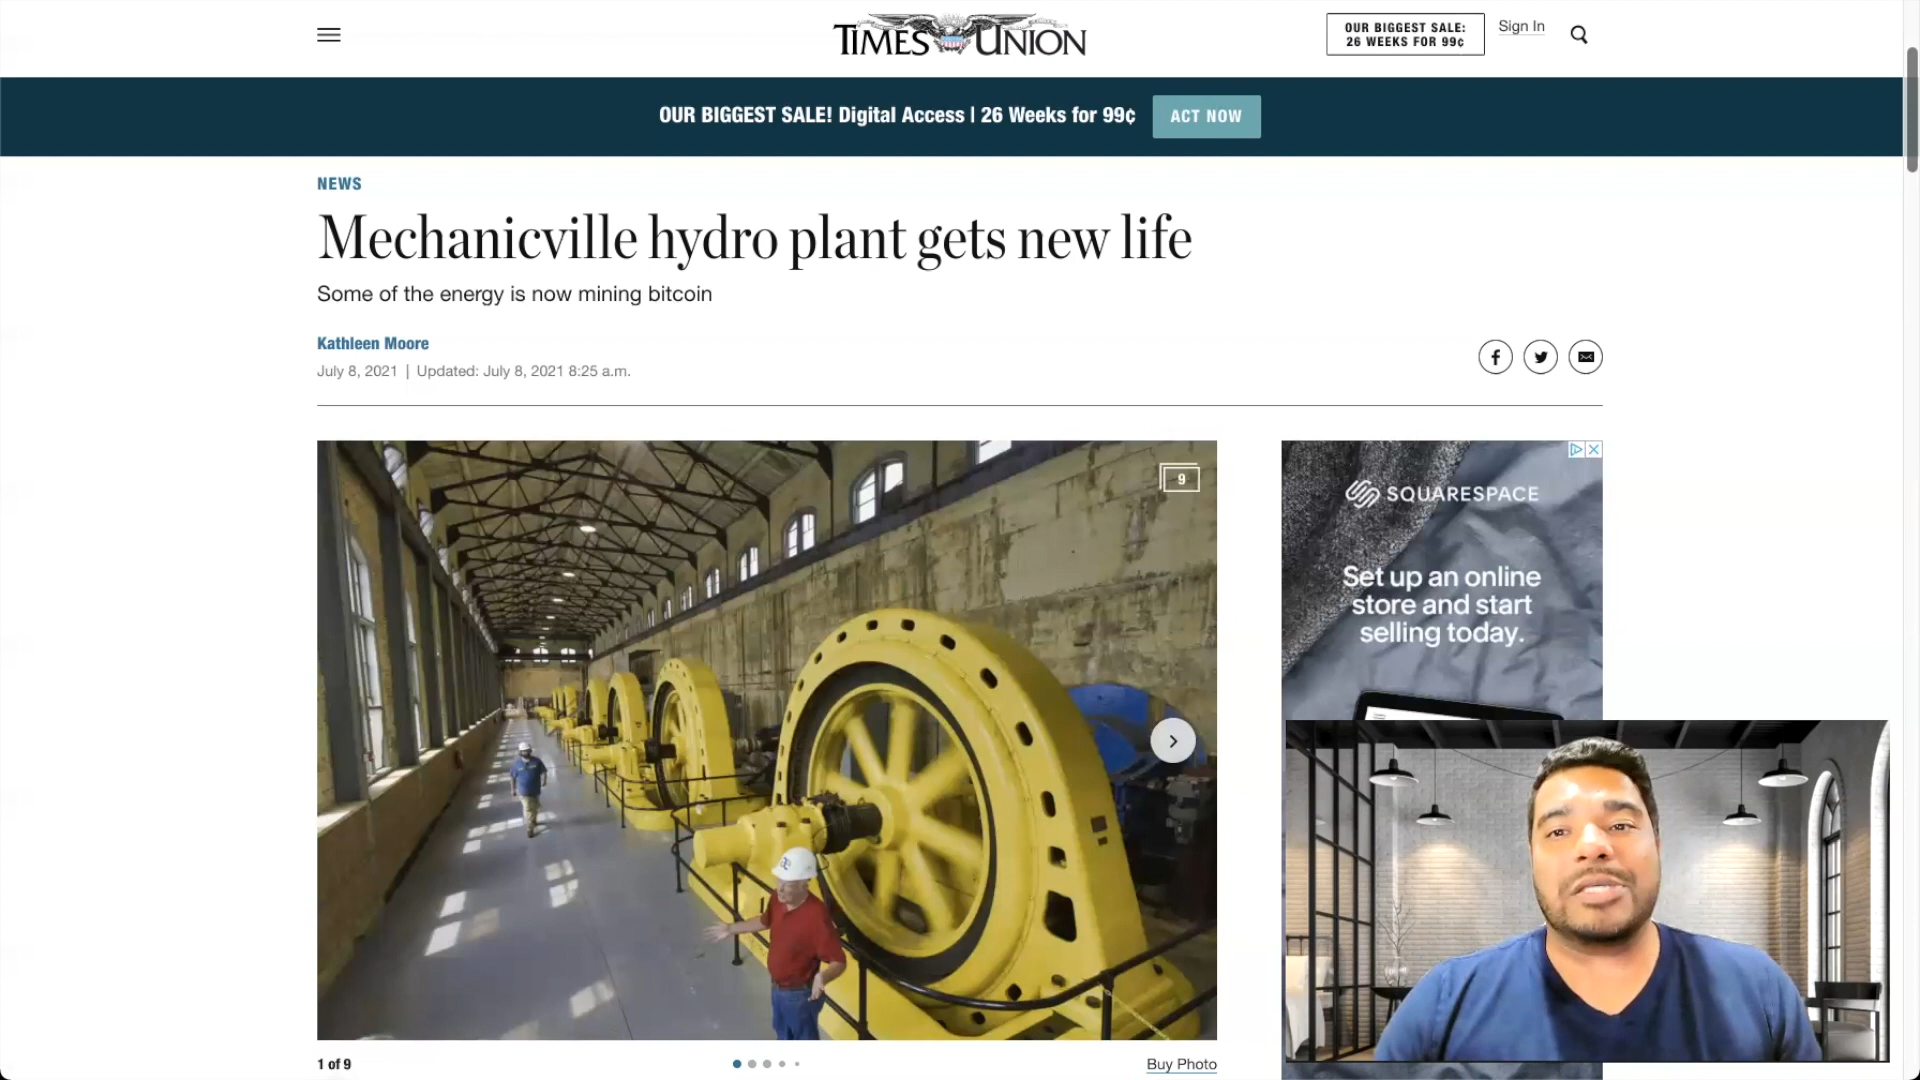 TIMES UNION
OUR BIGGEST SALE:
26 WEEKS FOR 99¢
Sign In
OUR BIGGEST SALE! Digital Access | 26 Weeks for 99¢
ACT NOW
NEWS
Mechanicville hydro plant gets new life
Some of the energy is now mining bitcoin
Kathleen Moore
July 8, 2021 | Updated: July 8, 2021 8:25 a.m.
9
SQUARESPACE
Set up an online
store and start
selling today.
1 of 9
Buy Photo